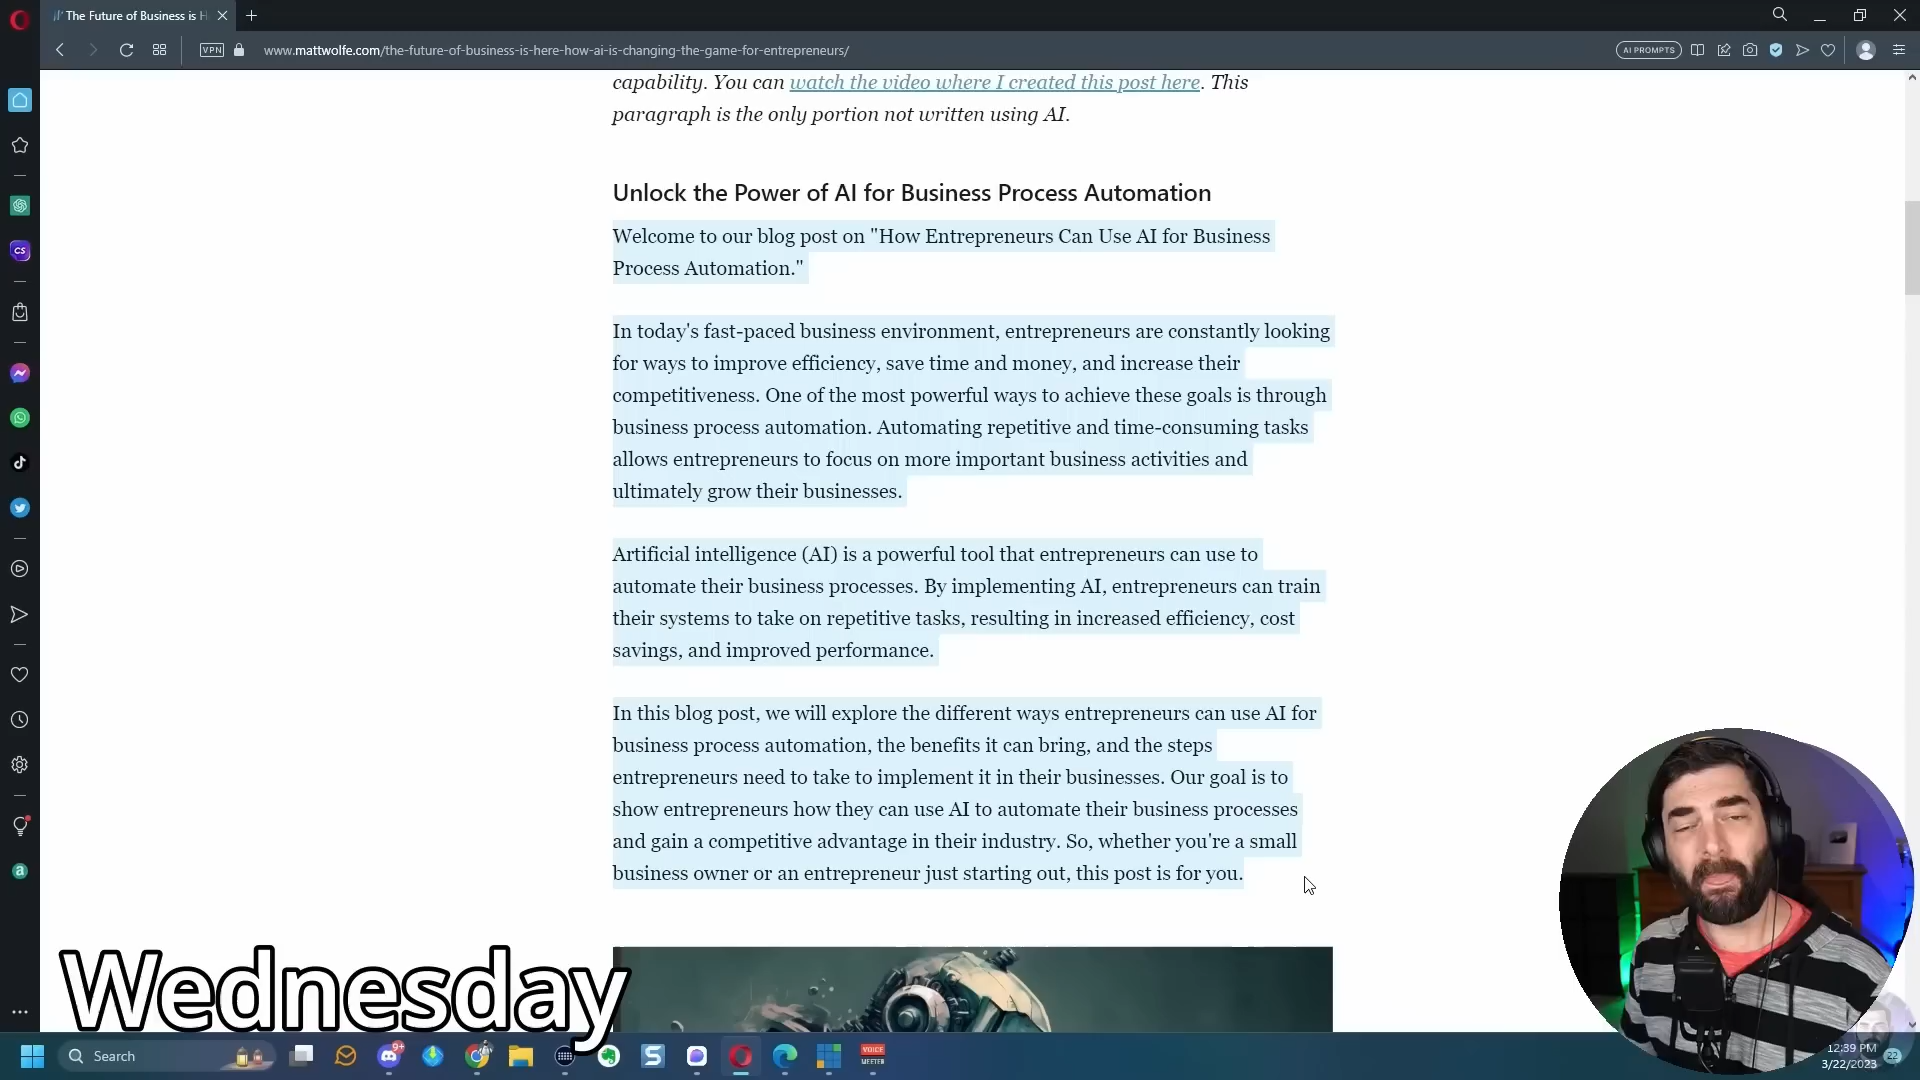 The Future of Business is H
VPN
www.mattwolfe.com/the-future-of-business-is-here-how-ai-is-changing-the-game-for-entrepreneurs/
AI PROMPTS
capability. You can watch the video where I created this post here. This
paragraph is the only portion not written using AI.
Unlock the Power of AI for Business Process Automation
Welcome to our blog post on "How Entrepreneurs Can Use AI for Business
Process Automation."
In today's fast-paced business environment, entrepreneurs are constantly looking
for ways to improve efficiency, save time and money, and increase their
competitiveness. One of the most powerful ways to achieve these goals is through
business process automation. Automating repetitive and time-consuming tasks
allows entrepreneurs to focus on more important business activities and
ultimately grow their businesses.
Artificial intelligence (AI) is a powerful tool that entrepreneurs can use to
automate their business processes. By implementing AI, entrepreneurs can train
their systems to take on repetitive tasks, resulting in increased efficiency, cost
savings, and improved performance.
In this blog post, we will explore the different ways entrepreneurs can use AI for
business process automation, the benefits it can bring, and the steps
entrepreneurs need to take to implement it in their businesses. Our goal is to
show entrepreneurs how they can use AI to automate their business processes
and gain a competitive advantage in their industry. So, whether you're a small
business owner or an entrepreneur just starting out, this post is for you.
CS
a
Wednesday
Search
9+
S
VOICE
MEETER
12:39 PM
3/22/2023
22